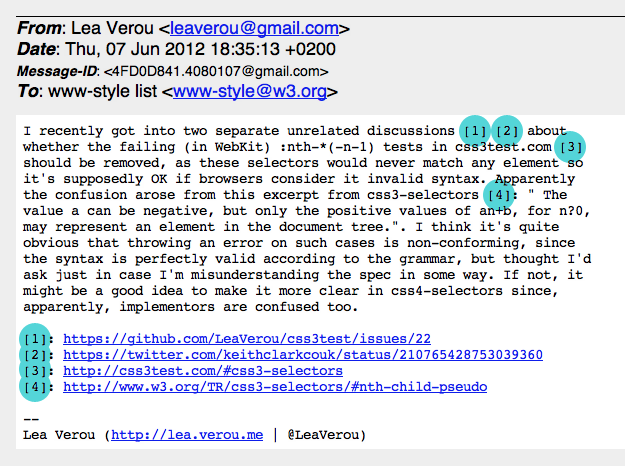 From: Lea Verou <leaverou@gmail.com>
Date: Thu, 07 Jun 2012 18:35:13 +0200
Message-ID: <4FD0D841.4080107@gmail.com>
To: www-style list <www-style@w3.org>
I recently got into two separate unrelated discussions [1] [2] about
whether the failing (in WebKit) :nth-*(-n-1) tests in css3test.com [3]
should be removed, as these selectors would never match any element so
it's supposedly OK if browsers consider it invalid syntax. Apparently
the confusion arose from this excerpt from css3-selectors [4]: " The
value a can be negative, but only the positive values of an+b, for n?0,
may represent an element in the document tree.". I think it's quite
obvious that throwing an error on such cases is non-conforming, since
the syntax is perfectly valid according to the grammar, but thought I'd
ask just in case I'm misunderstanding the spec in some way. If not, it
might be a good idea to make it more clear in css4-selectors since,
apparently, implementors are confused too.
[1]: https://github.com/LeaVerou/css3test/issues/22
[2]: https://twitter.com/keithclarkcouk/status/210765428753039360
[3]: http://css3test.com/#css3-selectors
[4]: http://www.w3.org/TR/css3-selectors/#nth-child-pseudo
--
Lea Verou (http://lea.verou.me | @LeaVerou)